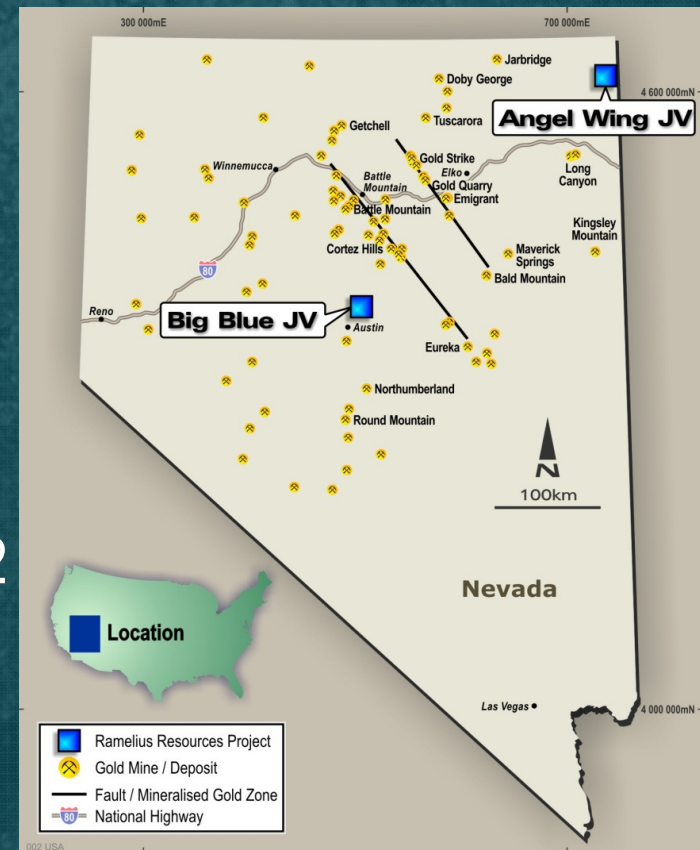 300 000mE
700 000mE
Jarbridge
Doby George
4 600 000mN
Angel Wing JV
Tuscarora
Getchell
Gold Strike
Winnemucca
Elko
Long
Canyon
Battle
Mountain
Gold Quarry
Emigrant
Battle Mountain
Kingsley
Mountain
Cortez Hills
Maverick
Springs
Bald Mountain
80
Reno
Big Blue JV
Austin
Eureka
Northumberland
Round Mountain
N
100km
2
Nevada
Location
Las Vegas
4 000 000mN
Ramelius Resources Project
Gold Mine / Deposit
Fault / Mineralised Gold Zone
80 National Highway
002 USA